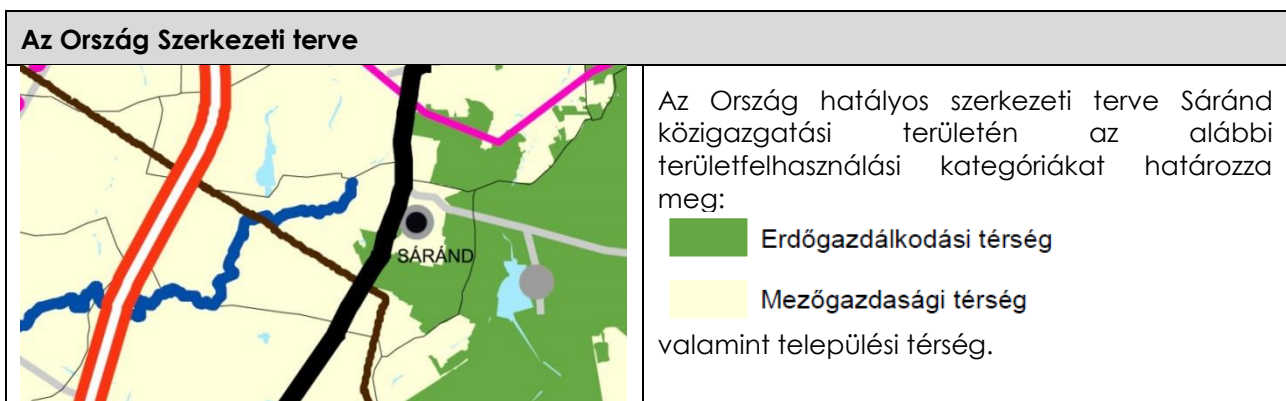 Az Ország Szerkezeti terve
SÁRÁND
Az Ország hatályos szerkezeti terve Sáránd
közigazgatási területén az alábbi
területfelhasználási kategóriákat határozza
meg:
Erdőgazdálkodási térség
Mezőgazdasági térség
valamint települési térség.